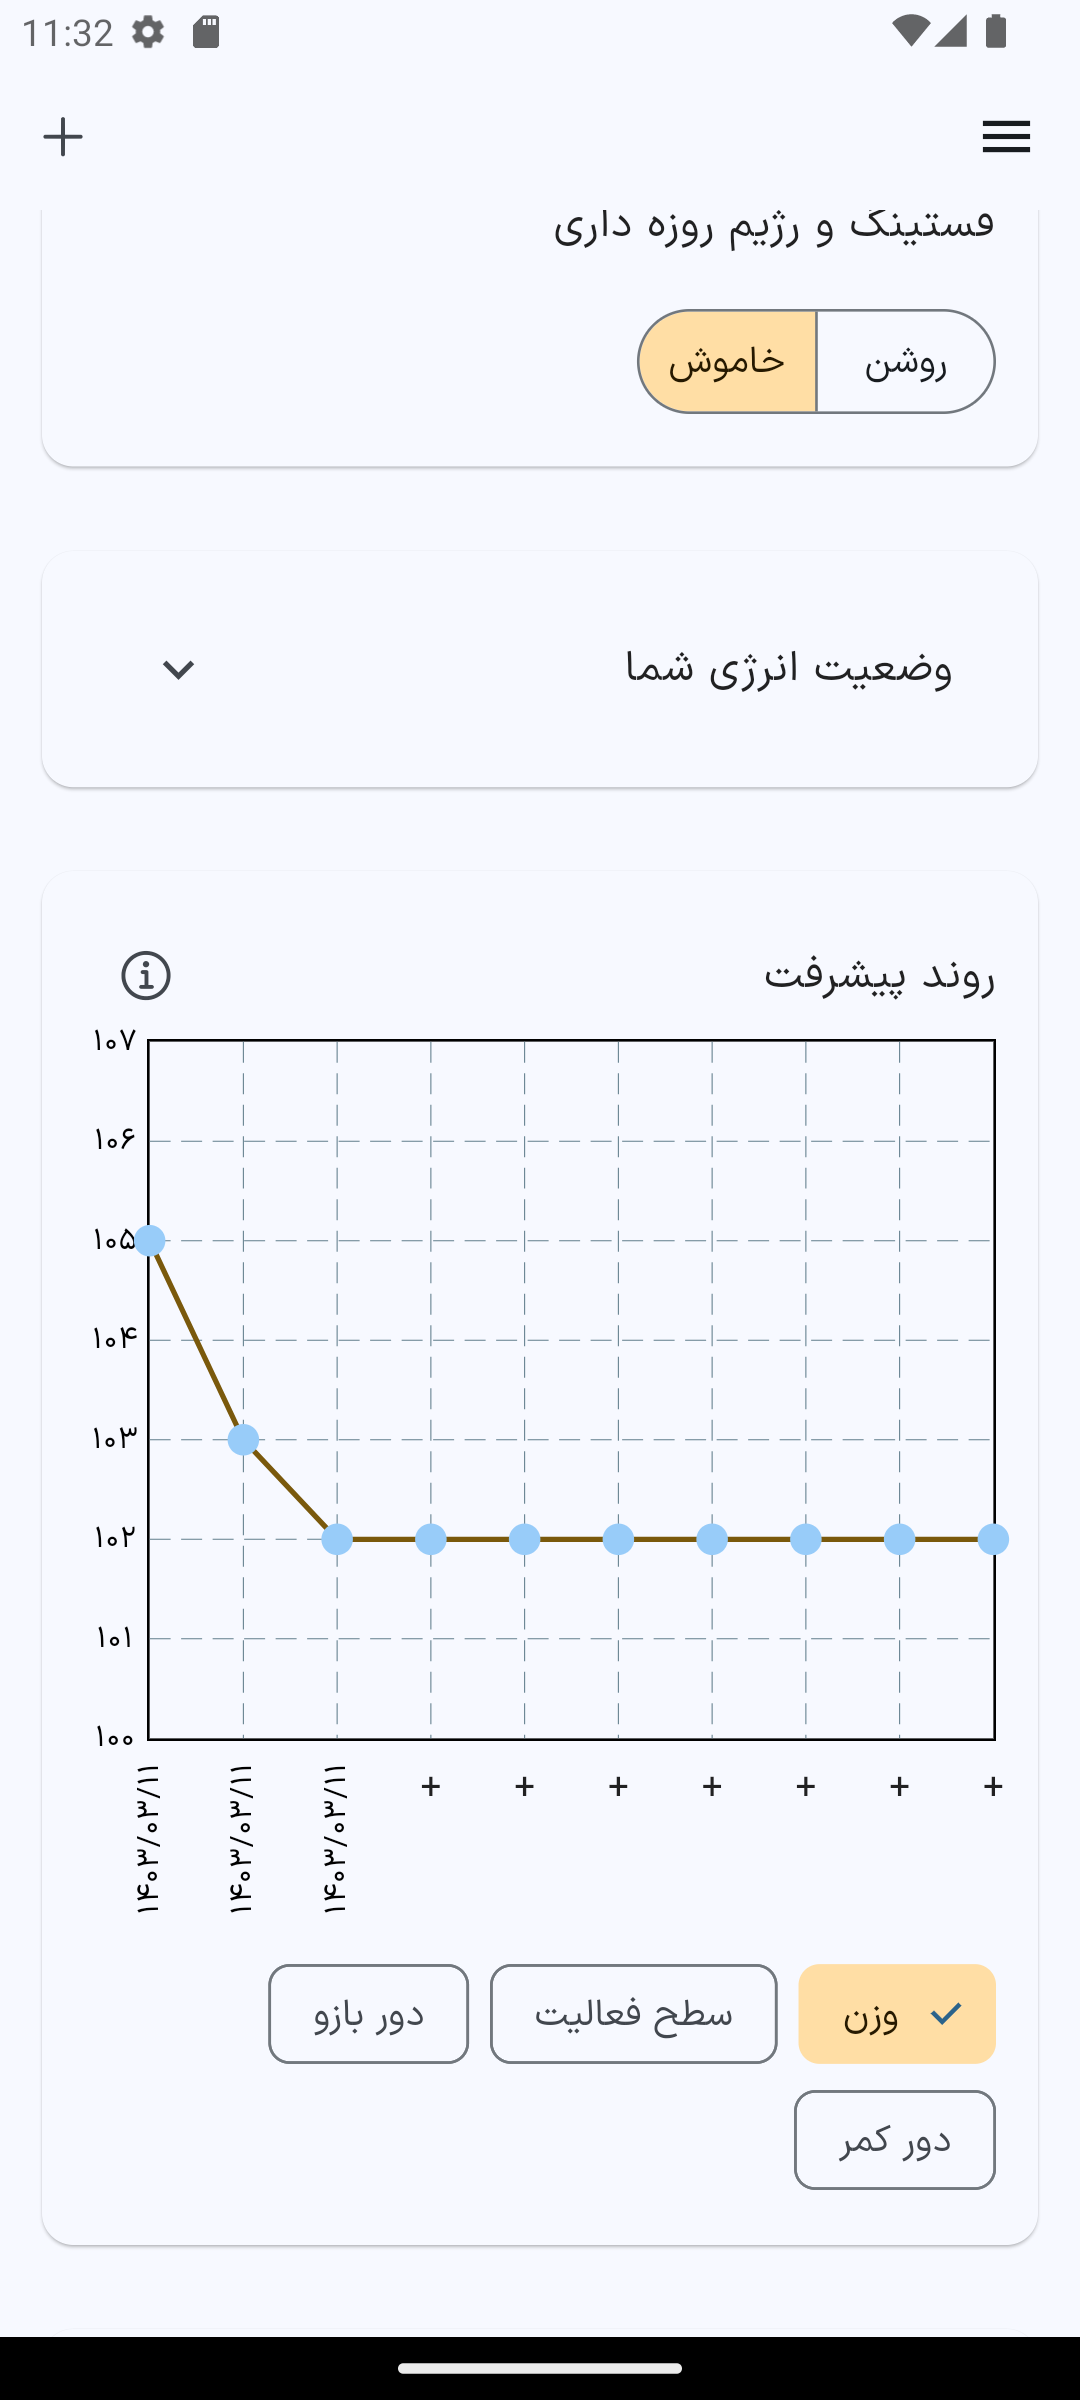 11:32
فستینگ و رژیم روزه داری
روشن
خاموش
وضعیت انرژی شما
روند پیشرفت
۱۰۷
۱۰۶
۱۰۵
۱۰۴
۱۰۳
۱۰۲
۱۰۱
۱۰۰
۱۴۰۳/۰۳/۱۱
۱۴۰۳/۰۳/۱۱
۱۴۰۳/۰۳/۱۱
+ + + + + + +
وزن
سطح فعالیت
دور بازو
دور کمر